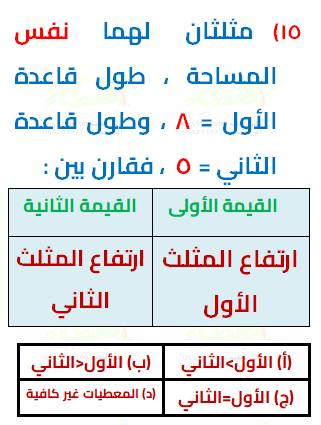 ١٥) مثلثان لهما نفس
المساحة ، طول قاعدة
الأول = ٨ ، وطول قاعدة
الثاني = ٥ ، فقارن بين :
القيمة الأولى القيمة الثانية
ارتفاع المثلث ارتفاع المثلث
الأول الثاني
(أ) الأول>الثاني (ب) الأول<الثاني
(ج) الأول=الثاني (د) المعطيات غير كافية